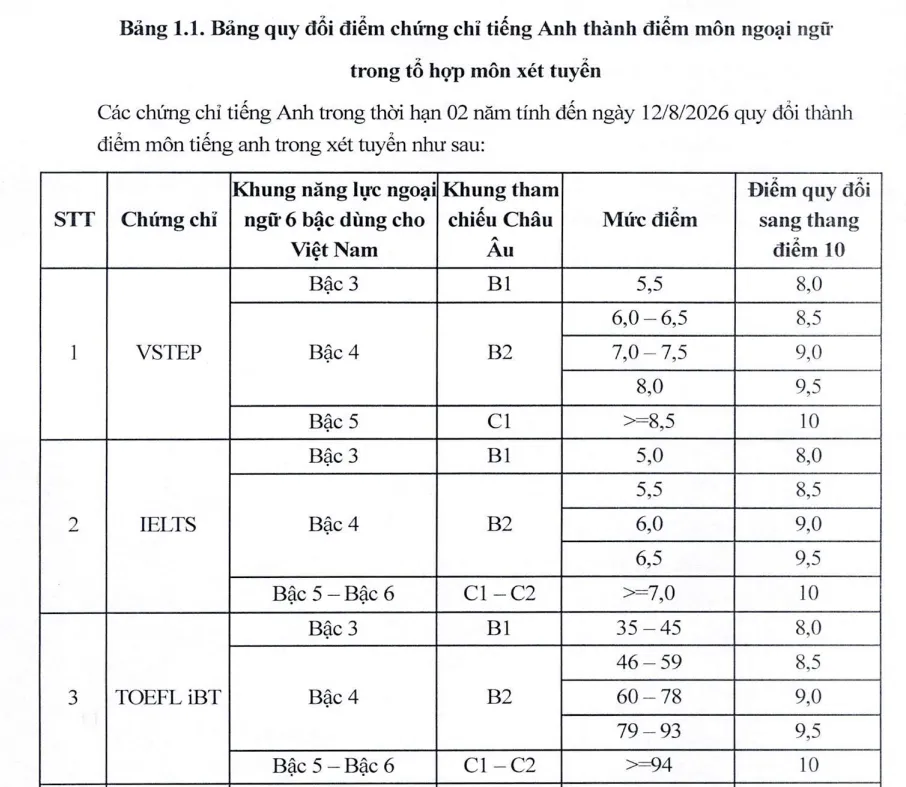 Bảng 1.1. Bảng quy đổi điểm chứng chỉ tiếng Anh thành điểm môn ngoại ngữ
trong tổ hợp môn xét tuyển
Các chứng chỉ tiếng Anh trong thời hạn 02 năm tính đến ngày 12/8/2026 quy đổi thành
điểm môn tiếng anh trong xét tuyển như sau:
STT Chứng chỉ Khung năng lực ngoại ngữ 6 bậc dùng cho Việt Nam Khung tham chiếu Châu Âu Mức điểm Điểm quy đổi sang thang điểm 10
Bậc 3 B1 5,5 8,0
6,0 – 6,5 8,5
1 VSTEP Bậc 4 B2 7,0 – 7,5 9,0
8,0 9,5
Bậc 5 C1 >=8,5 10
Bậc 3 B1 5,0 8,0
5,5 8,5
2 IELTS Bậc 4 B2 6,0 9,0
6,5 9,5
Bậc 5 – Bậc 6 C1 – C2 >=7,0 10
Bậc 3 B1 35 – 45 8,0
46 – 59 8,5
3 TOEFL iBT Bậc 4 B2 60 – 78 9,0
79 – 93 9,5
Bậc 5 – Bậc 6 C1 – C2 >=94 10